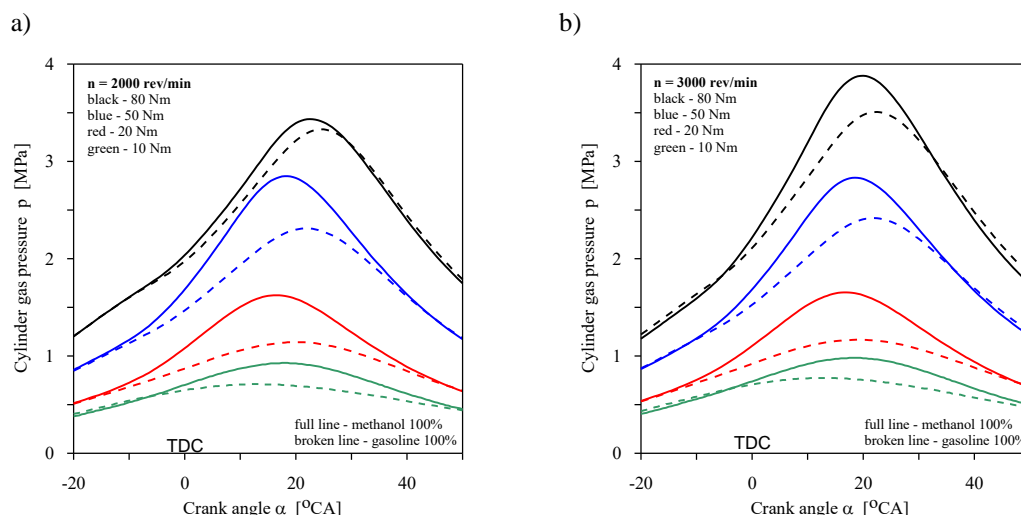 a)
4
3
2
1
0
Cylinder gas pressure p [MPa]
n = 2000 rev/min
black - 80 Nm
blue - 50 Nm
red - 20 Nm
green - 10 Nm
full line - methanol 100%
broken line - gasoline 100%
TDC
-20
0
20
40
Crank angle α [OCA]
b)
4
3
2
1
0
Cylinder gas pressure p [MPa]
n = 3000 rev/min
black - 80 Nm
blue - 50 Nm
red - 20 Nm
green - 10 Nm
full line - methanol 100%
broken line - gasoline 100%
TDC
-20
0
20
40
Crank angle α [OCA]